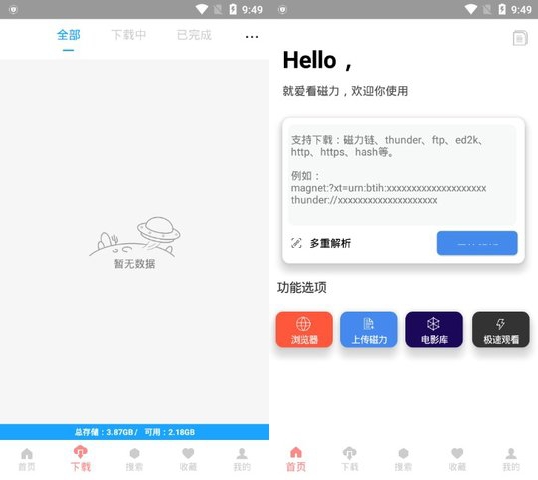 9:49
全部
下载中
已完成
暂无数据
总存储：3.87GB / 可用：2.18GB
首页
下载
搜索
收藏
我的
9:49
Hello，
就爱看磁力，欢迎你使用
支持下载：磁力链、thunder、ftp、ed2k、
http、https、hash等。
例如：
magnet:?xt=urn:btih:xxxxxxxxxxxxxxxxxxxx
thunder://xxxxxxxxxxxxxxxxxxxx
多重解析
功能选项
浏览器
上传磁力
电影库
极速观看
首页
下载
搜索
收藏
我的